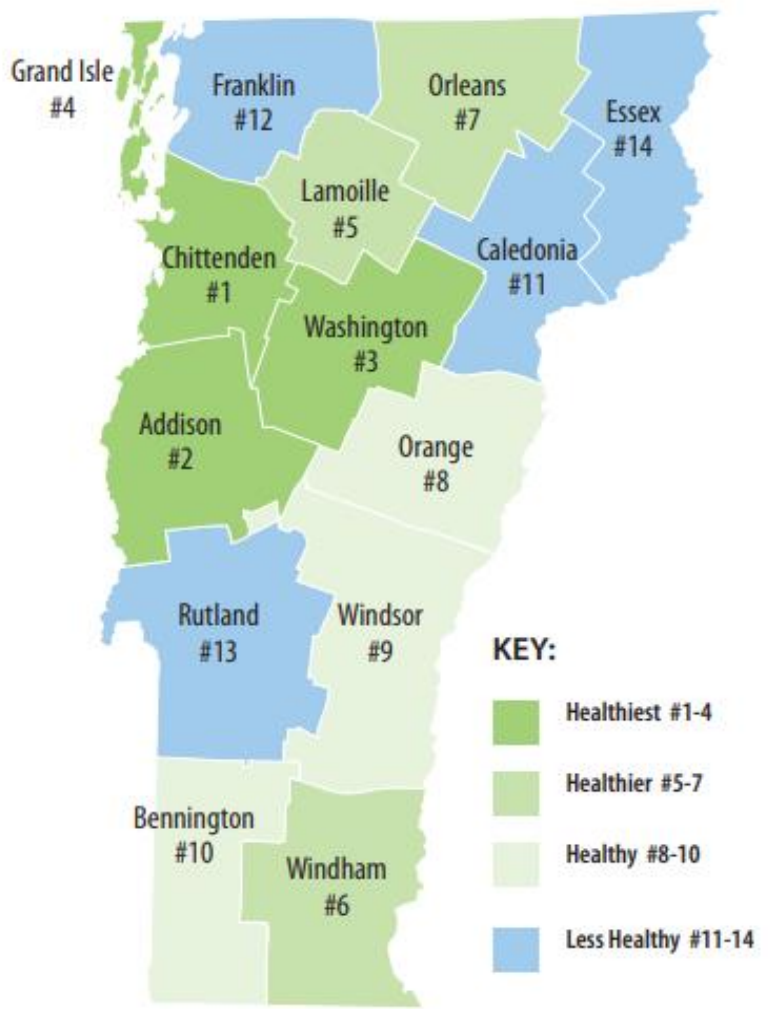 Grand Isle
#4
Franklin
#12
Orleans
#7
Essex
#14
Lamoille
#5
Chittenden
#1
Caledonia
#11
Washington
#3
Addison
#2
Orange
#8
Rutland
#13
Windsor
#9
Bennington
#10
Windham
#6
KEY:
Healthiest #1-4
Healthier #5-7
Healthy #8-10
Less Healthy #11-14